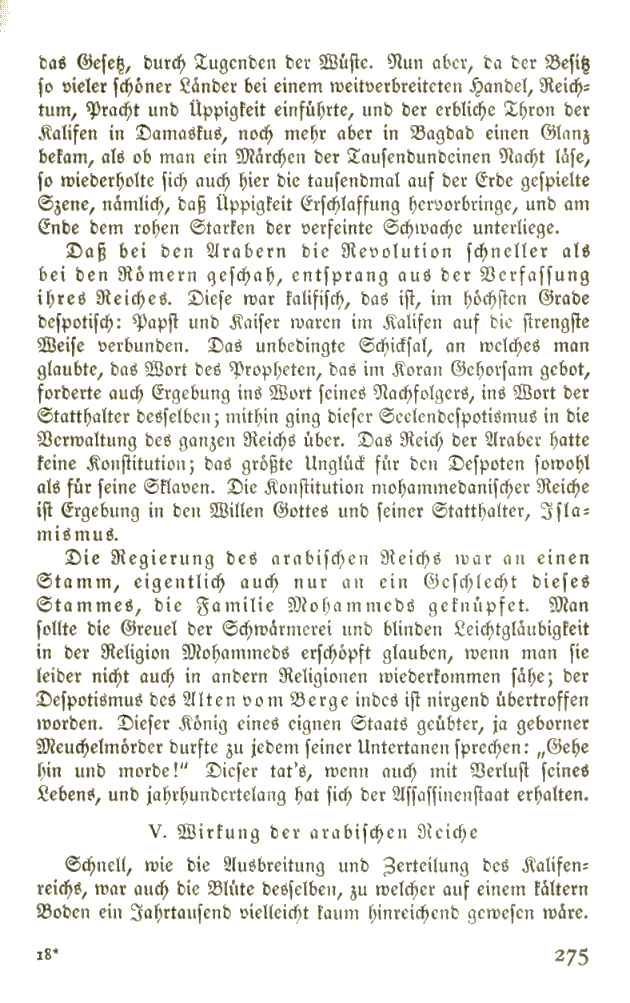 das Gesetz, durch Tugenden der Wüste. Nun aber, da der Besitz
so vieler schöner Länder bei einem weitverbreiteten Handel, Reich-
tum, Pracht und Üppigkeit einführte, und der erbliche Thron der
Kalifen in Damaskus, noch mehr aber in Bagdad einen Glanz
bekam, als ob man ein Märchen der Tausendundeinen Nacht läse,
so wiederholte sich auch hier die tausendmal auf der Erde gespielte
Szene, nämlich, daß Üppigkeit Erschlaffung hervorbringe, und am
Ende dem rohen Starken der verfeinte Schwache unterliege.
Daß bei den Arabern die Revolution schneller als
bei den Römern geschah, entsprang aus der Verfassung
ihres Reiches. Diese war kalifisch, das ist, im höchsten Grade
despotisch: Papst und Kaiser waren im Kalifen auf die strengste
Weise verbunden. Das unbedingte Schicksal, an welches man
glaubte, das Wort des Propheten, das im Koran Gehorsam gebot,
forderte auch Ergebung ins Wort seines Nachfolgers, ins Wort der
Statthalter desselben; mithin ging dieser Seelendespotismus in die
Verwaltung des ganzen Reichs über. Das Reich der Araber hatte
keine Konstitution; das größte Unglück für den Despoten sowohl
als für seine Sklaven. Die Konstitution mohammedanischer Reiche
ist Ergebung in den Willen Gottes und seiner Statthalter, Isla-
mismus.
Die Regierung des arabischen Reichs war an einen
Stamm, eigentlich auch nur an ein Geschlecht dieses
Stammes, die Familie Mohammeds geknüpfet. Man
sollte die Greuel der Schwärmerei und blinden Leichtgläubigkeit
in der Religion Mohammeds erschöpft glauben, wenn man sie
leider nicht auch in andern Religionen wiederkommen sähe; der
Despotismus des Alten vom Berge indes ist nirgend übertroffen
worden. Dieser König eines eignen Staats geübter, ja geborner
Meuchelmörder durfte zu jedem seiner Untertanen sprechen: „Gehe
hin und morde!“ Dieser tat's, wenn auch mit Verlust seines
Lebens, und jahrhundertelang hat sich der Assassinenstaat erhalten.
V. Wirkung der arabischen Reiche
Schnell, wie die Ausbreitung und Zerteilung des Kalifen-
reichs, war auch die Blüte desselben, zu welcher auf einem kältern
Boden ein Jahrtausend vielleicht kaum hinreichend gewesen wäre.
18* 275